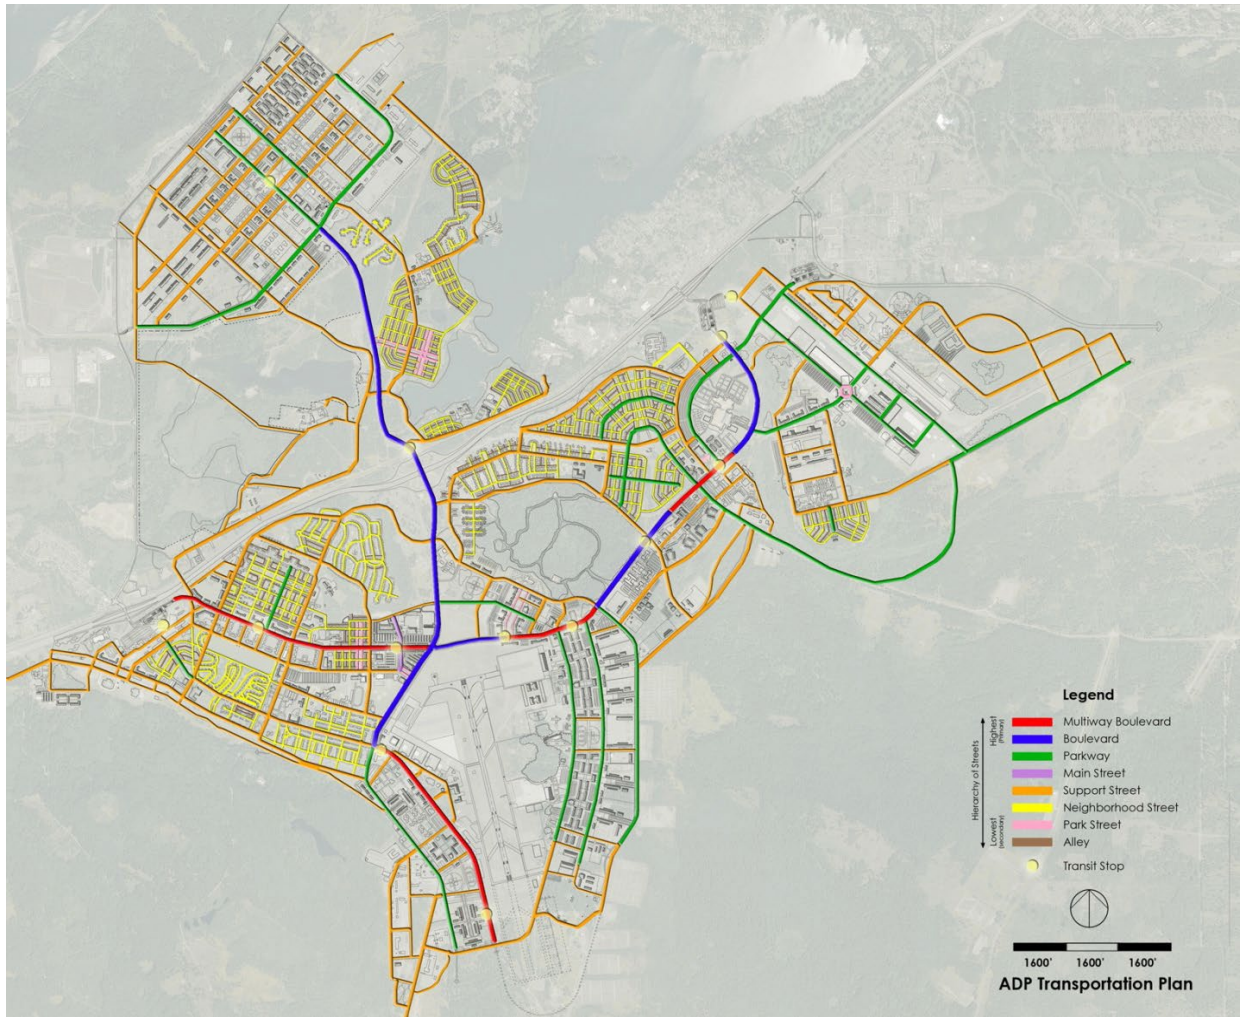 Legend
Hierarchy of Streets
Highest
(Primary)
Lowest
(secondary)
Multiway Boulevard
Boulevard
Parkway
Main Street
Support Street
Neighborhood Street
Park Street
Alley
Transit Stop
1600' 1600' 1600'
ADP Transportation Plan